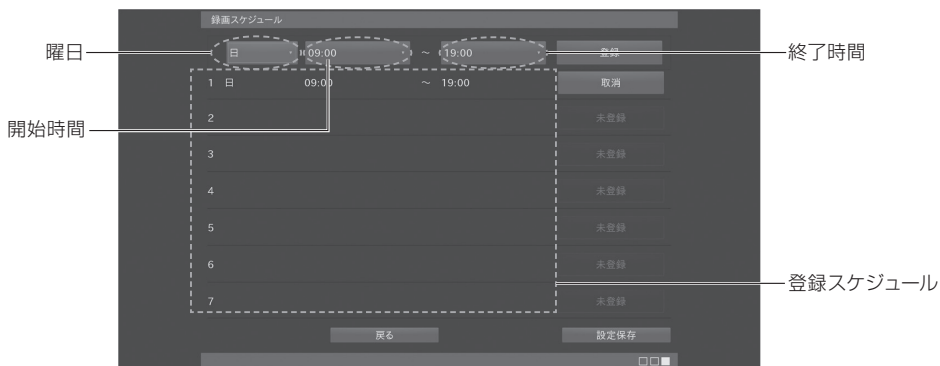 録画スケジュール
曜日 日 09:00 ～ 19:00 登録 終了時間
1 日 09:00 ～ 19:00 取消
開始時間
2 未登録
3 未登録
4 未登録
5 未登録
6 未登録
登録スケジュール
7 未登録
戻る 設定保存